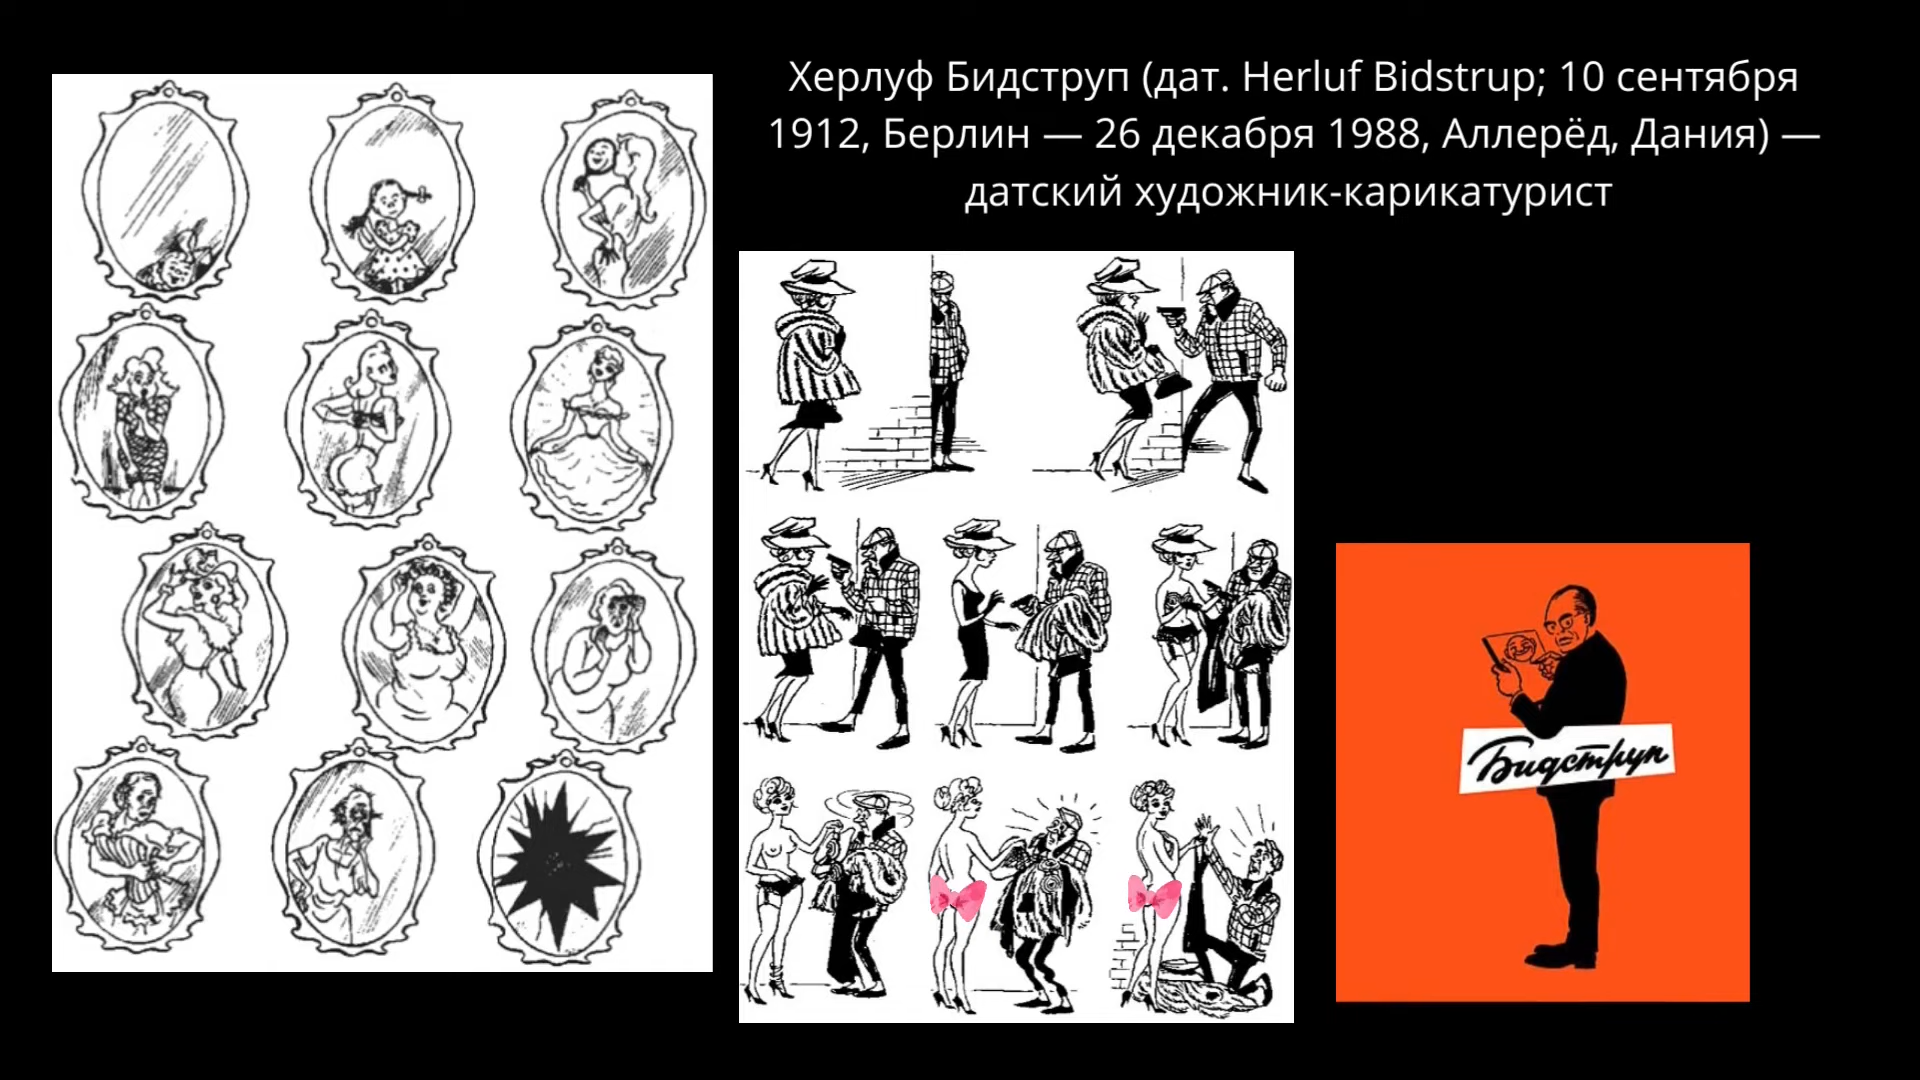 Херлуф Бидструп (дат. Herluf Bidstrup; 10 сентября
1912, Берлин — 26 декабря 1988, Аллерёд, Дания) —
датский художник-карикатурист
Бидструп